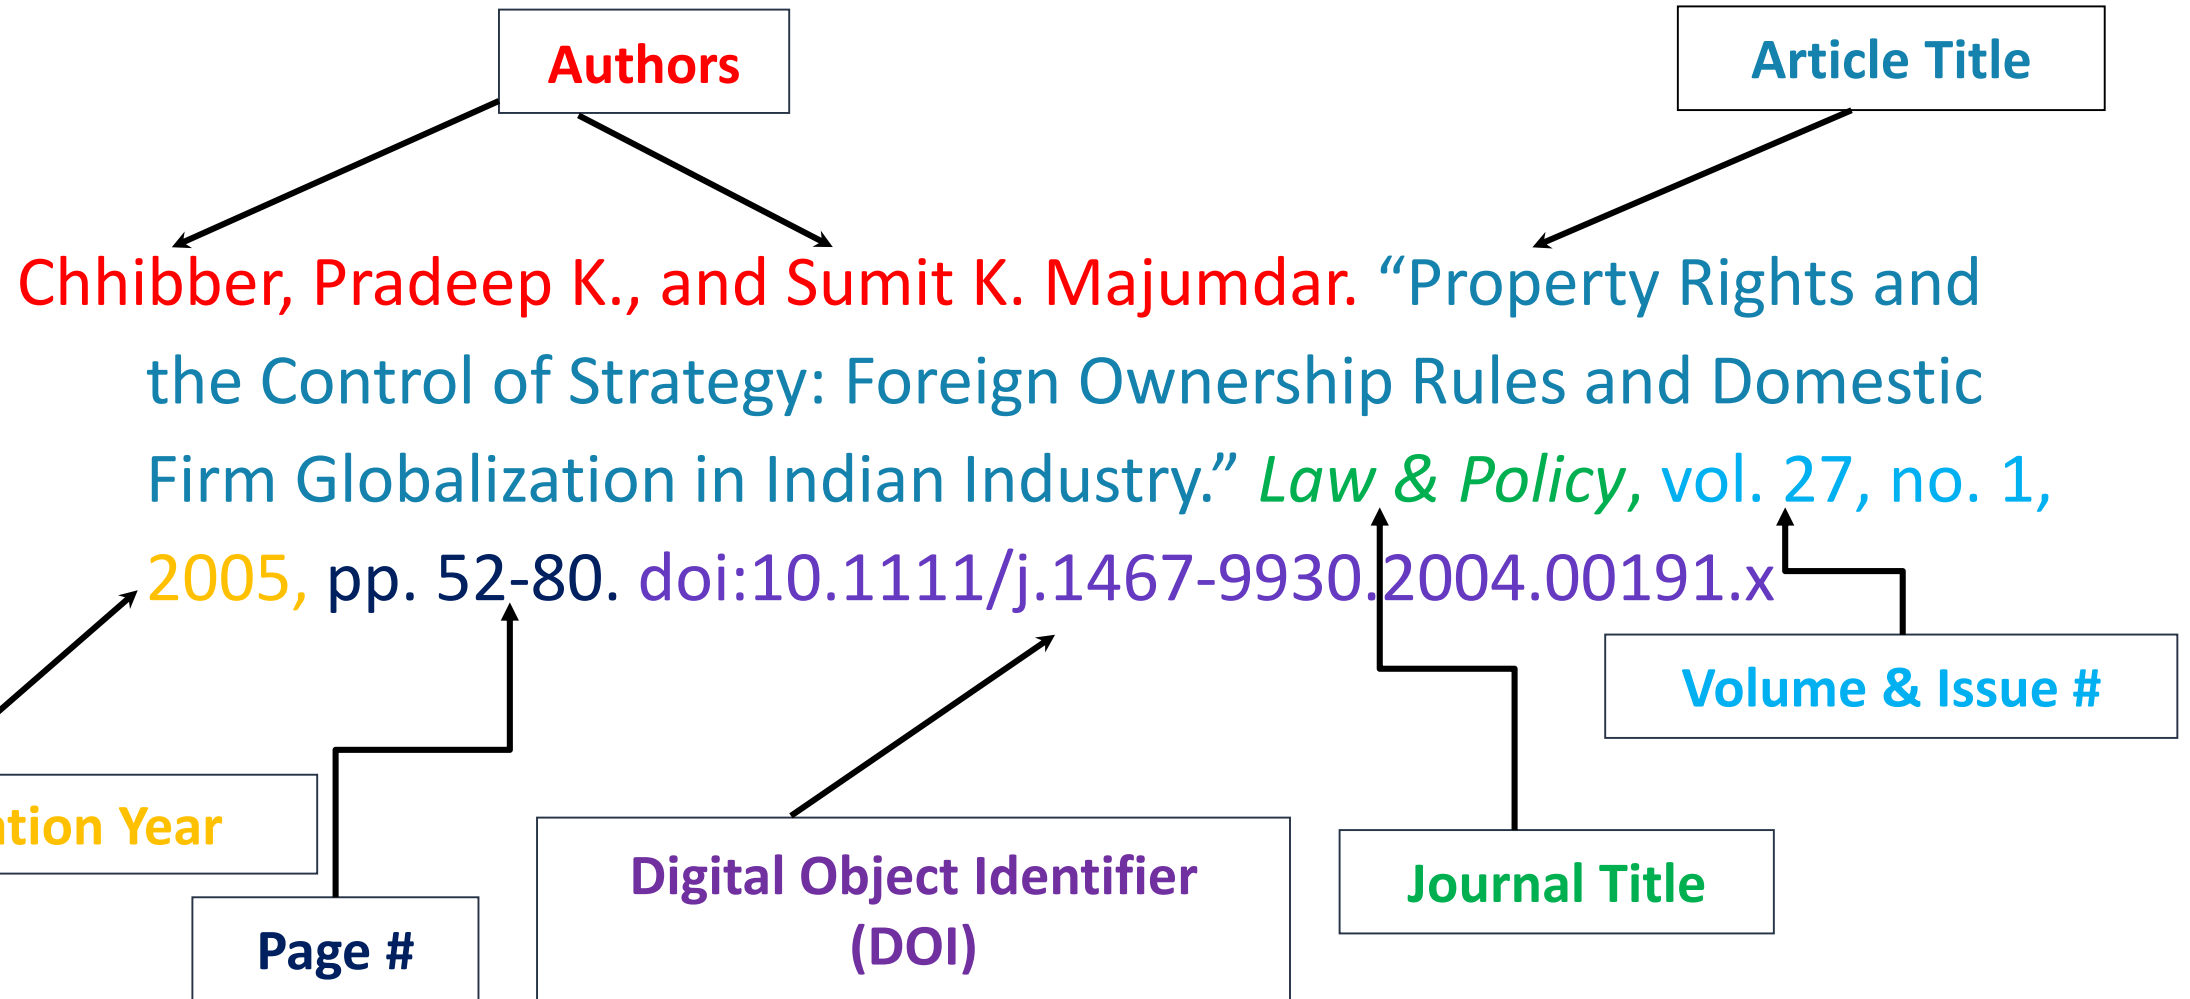 Authors
Article Title
Chhibber, Pradeep K., and Sumit K. Majumdar. “Property Rights and
the Control of Strategy: Foreign Ownership Rules and Domestic
Firm Globalization in Indian Industry.” Law & Policy, vol. 27, no. 1,
2005, pp. 52-80. doi:10.1111/j.1467-9930.2004.00191.x
Volume & Issue #
Year
Digital Object Identifier
(DOI)
Journal Title
Page #